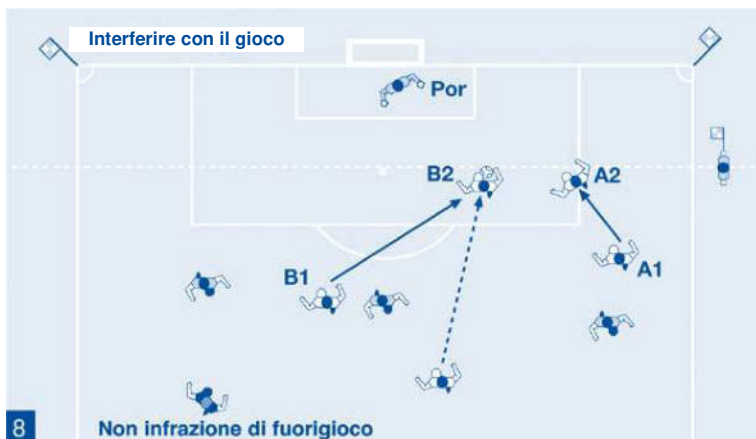 Interferire con il gioco
Por
B2
A2
B1
A1
8
Non infrazione di fuorigioco